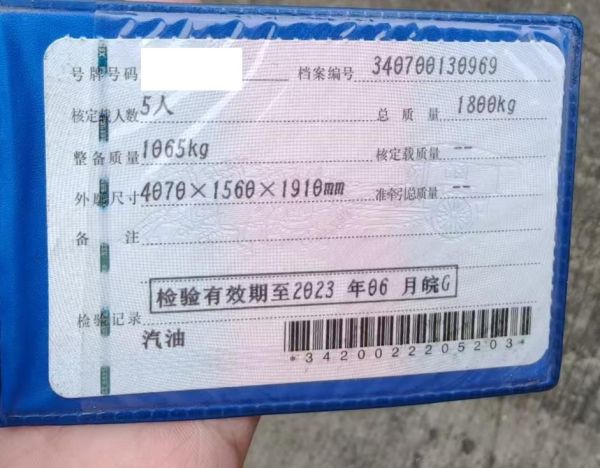 号牌号码 档案编号 340700130969
核定载人数 5人 总质量 1800kg
整备质量 1065kg 核定载质量 --
外廓尺寸 4070×1560×1910mm 准牵引总质量 --
备注
检验有效期至2023 年06 月皖G
检验记录
汽油
*3420022205203*